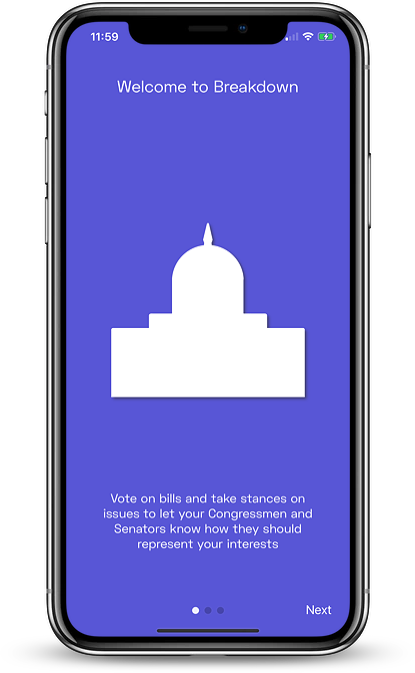 11:59
Welcome to Breakdown
Vote on bills and take stances on
issues to let your Congressmen and
Senators know how they should
represent your interests
Next